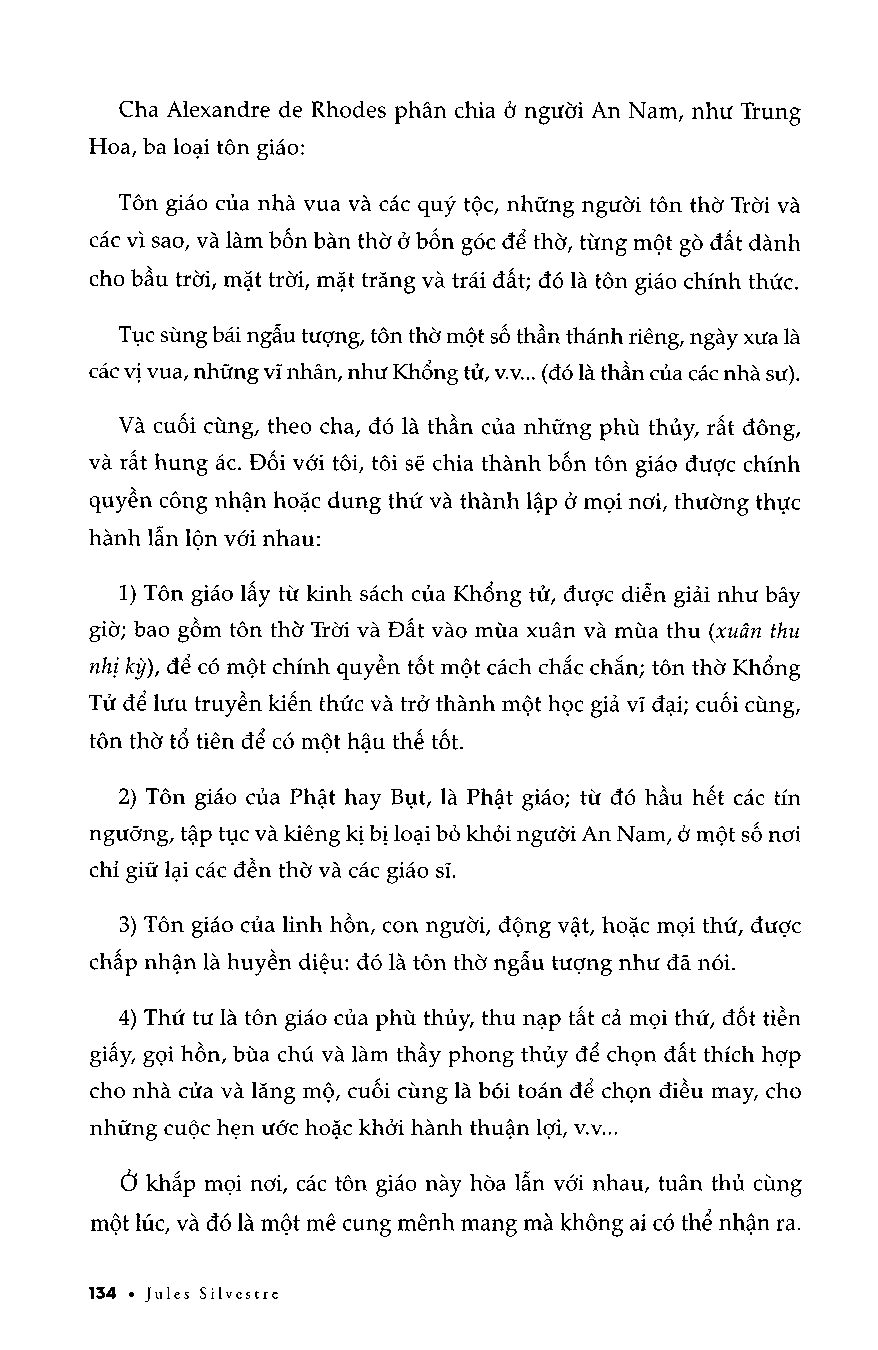 Cha Alexandre de Rhodes phân chia ở người An Nam, như Trung
Hoa, ba loại tôn giáo:
Tôn giáo của nhà vua và các quý tộc, những người tôn thờ Trời và
các vì sao, và làm bốn bàn thờ ở bốn góc để thờ, từng một gò đất dành
cho bầu trời, mặt trời, mặt trăng và trái đất; đó là tôn giáo chính thức.
Tục sùng bái ngẫu tượng, tôn thờ một số thần thánh riêng, ngày xưa là
các vị vua, những vĩ nhân, như Khổng tử, v.v... (đó là thần của các nhà sư).
Và cuối cùng, theo cha, đó là thần của những phù thủy, rất đông,
và rất hung ác. Đối với tôi, tôi sẽ chia thành bốn tôn giáo được chính
quyền công nhận hoặc dung thứ và thành lập ở mọi nơi, thường thực
hành lẫn lộn với nhau:
1) Tôn giáo lấy từ kinh sách của Khổng tử, được diễn giải như bây
giờ; bao gồm tôn thờ Trời và Đất vào mùa xuân và mùa thu (xuân thu
nhị kỳ), để có một chính quyền tốt một cách chắc chắn; tôn thờ Khổng
Tử để lưu truyền kiến thức và trở thành một học giả vĩ đại; cuối cùng,
tôn thờ tổ tiên để có một hậu thế tốt.
2) Tôn giáo của Phật hay Bụt, là Phật giáo; từ đó hầu hết các tín
ngưỡng, tập tục và kiêng kị bị loại bỏ khỏi người An Nam, ở một số nơi
chỉ giữ lại các đền thờ và các giáo sĩ.
3) Tôn giáo của linh hồn, con người, động vật, hoặc mọi thứ, được
chấp nhận là huyền diệu: đó là tôn thờ ngẫu tượng như đã nói.
4) Thứ tư là tôn giáo của phù thủy, thu nạp tất cả mọi thứ, đốt tiền
giấy, gọi hồn, bùa chú và làm thầy phong thủy để chọn đất thích hợp
cho nhà cửa và lăng mộ, cuối cùng là bói toán để chọn điều may, cho
những cuộc hẹn ước hoặc khởi hành thuận lợi, v.v...
Ở khắp mọi nơi, các tôn giáo này hòa lẫn với nhau, tuân thủ cùng
một lúc, và đó là một mê cung mênh mang mà không ai có thể nhận ra.
134 • Jules Silvestre